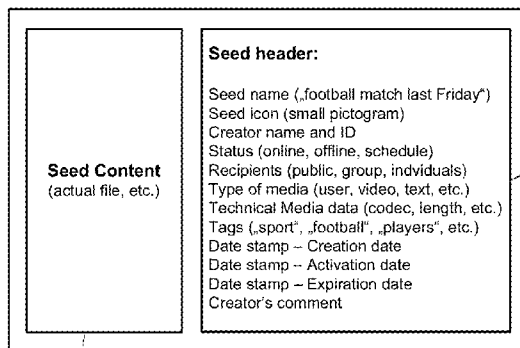 Seed Content
(actual file, etc.)
Seed header:
Seed name („football match last Friday“)
Seed icon (small pictogram)
Creator name and ID
Status (online, offline, schedule)
Recipients (public, group, indviduals)
Type of media (user, video, text, etc.)
Technical Media data (codec, length, etc.)
Tags („sport“, „football“, „players“, etc.)
Date stamp – Creation date
Date stamp – Activation date
Date stamp – Expiration date
Creator's comment